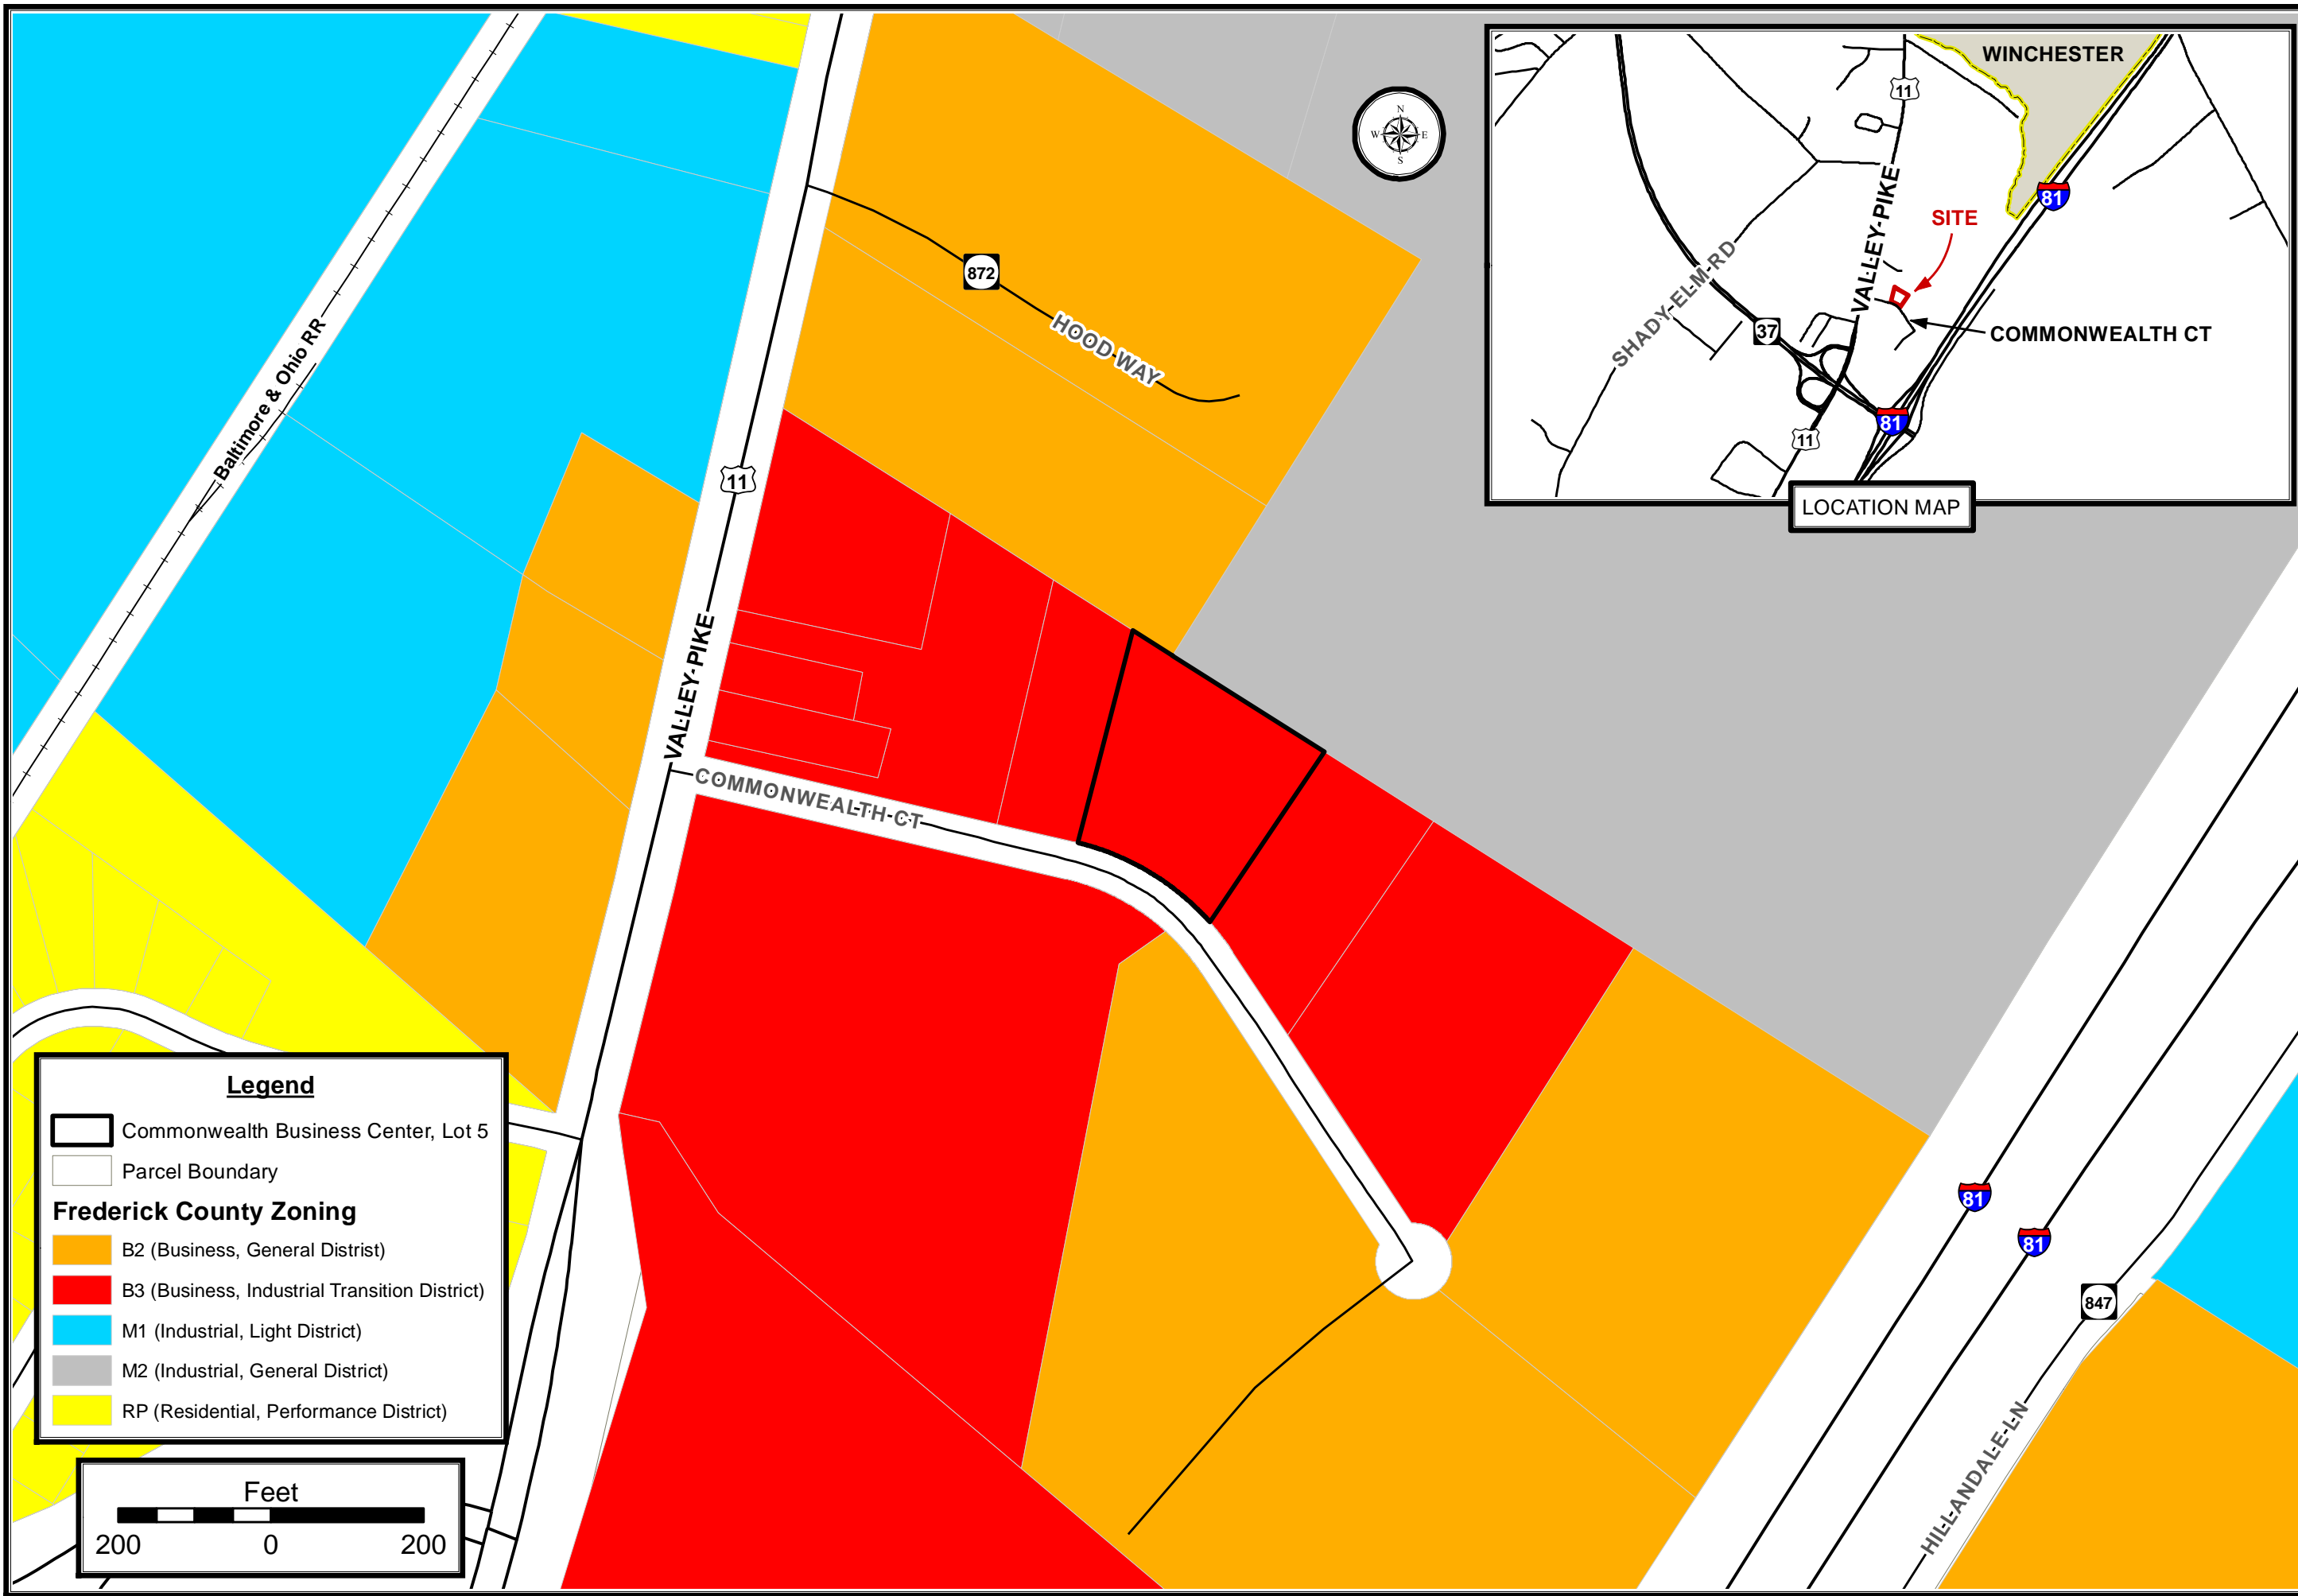 WINCHESTER
11
81
VALLEY PIKE
SITE
SHADY ELM RD
37
COMMONWEALTH CT
81
11
LOCATION MAP
N
W E
S
872
HOOD WAY
Baltimore & Ohio RR
11
VALLEY PIKE
COMMONWEALTH CT
81
81
847
HILLANDALE LN
Legend
Commonwealth Business Center, Lot 5
Parcel Boundary
Frederick County Zoning
B2 (Business, General Distrist)
B3 (Business, Industrial Transition District)
M1 (Industrial, Light District)
M2 (Industrial, General District)
RP (Residential, Performance District)
Feet
200 0 200